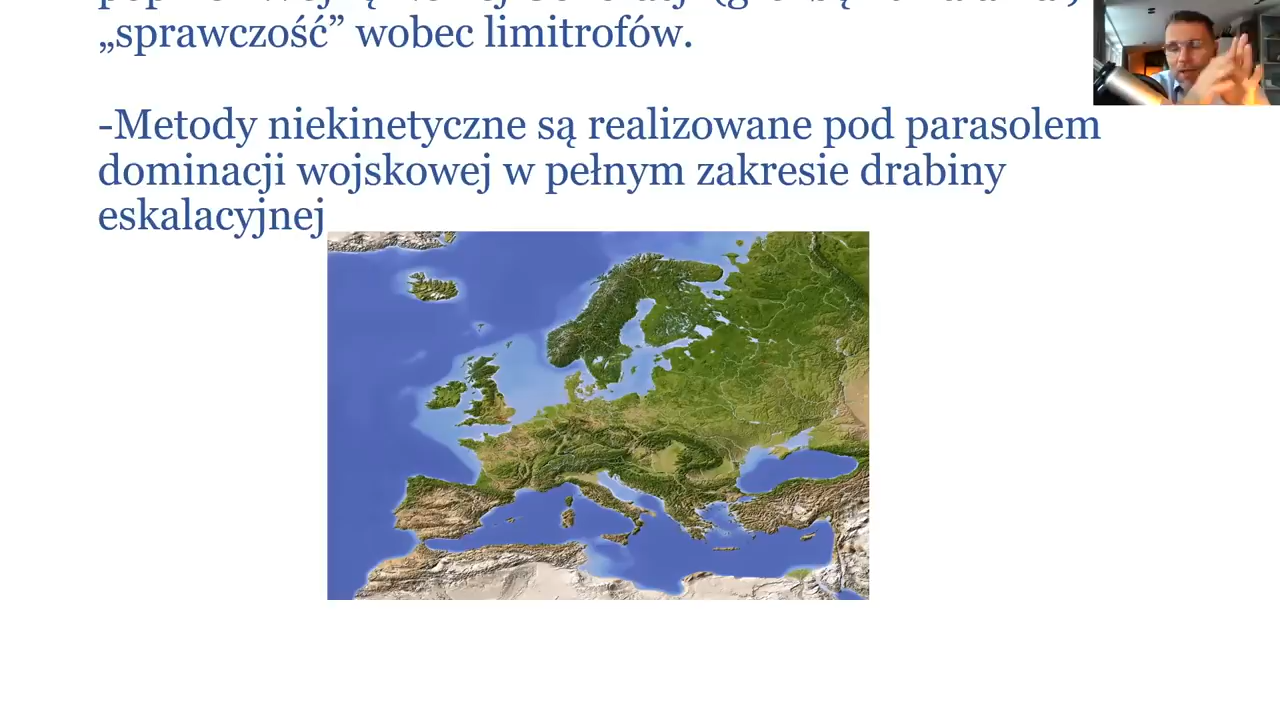 „sprawczość” wobec limitrofów.
-Metody niekinetyczne są realizowane pod parasolem
dominacji wojskowej w pełnym zakresie drabiny
eskalacyjnej